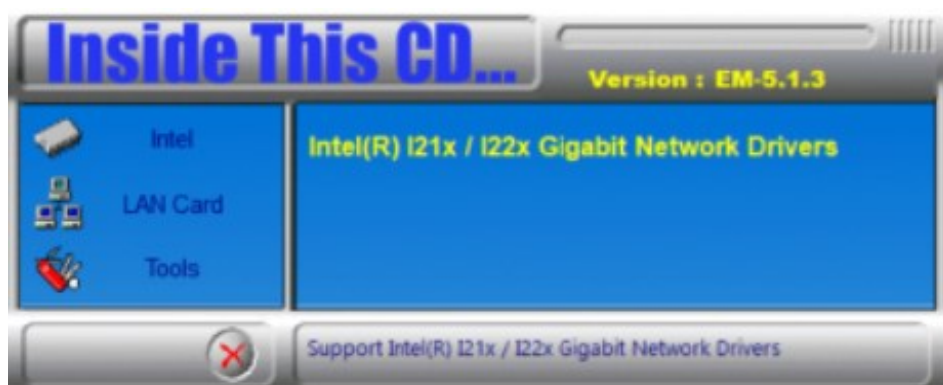 Inside This CD...
Version : EM-5.1.3
Intel
LAN Card
Tools
Intel(R) I21x / I22x Gigabit Network Drivers
Support Intel(R) I21x / I22x Gigabit Network Drivers